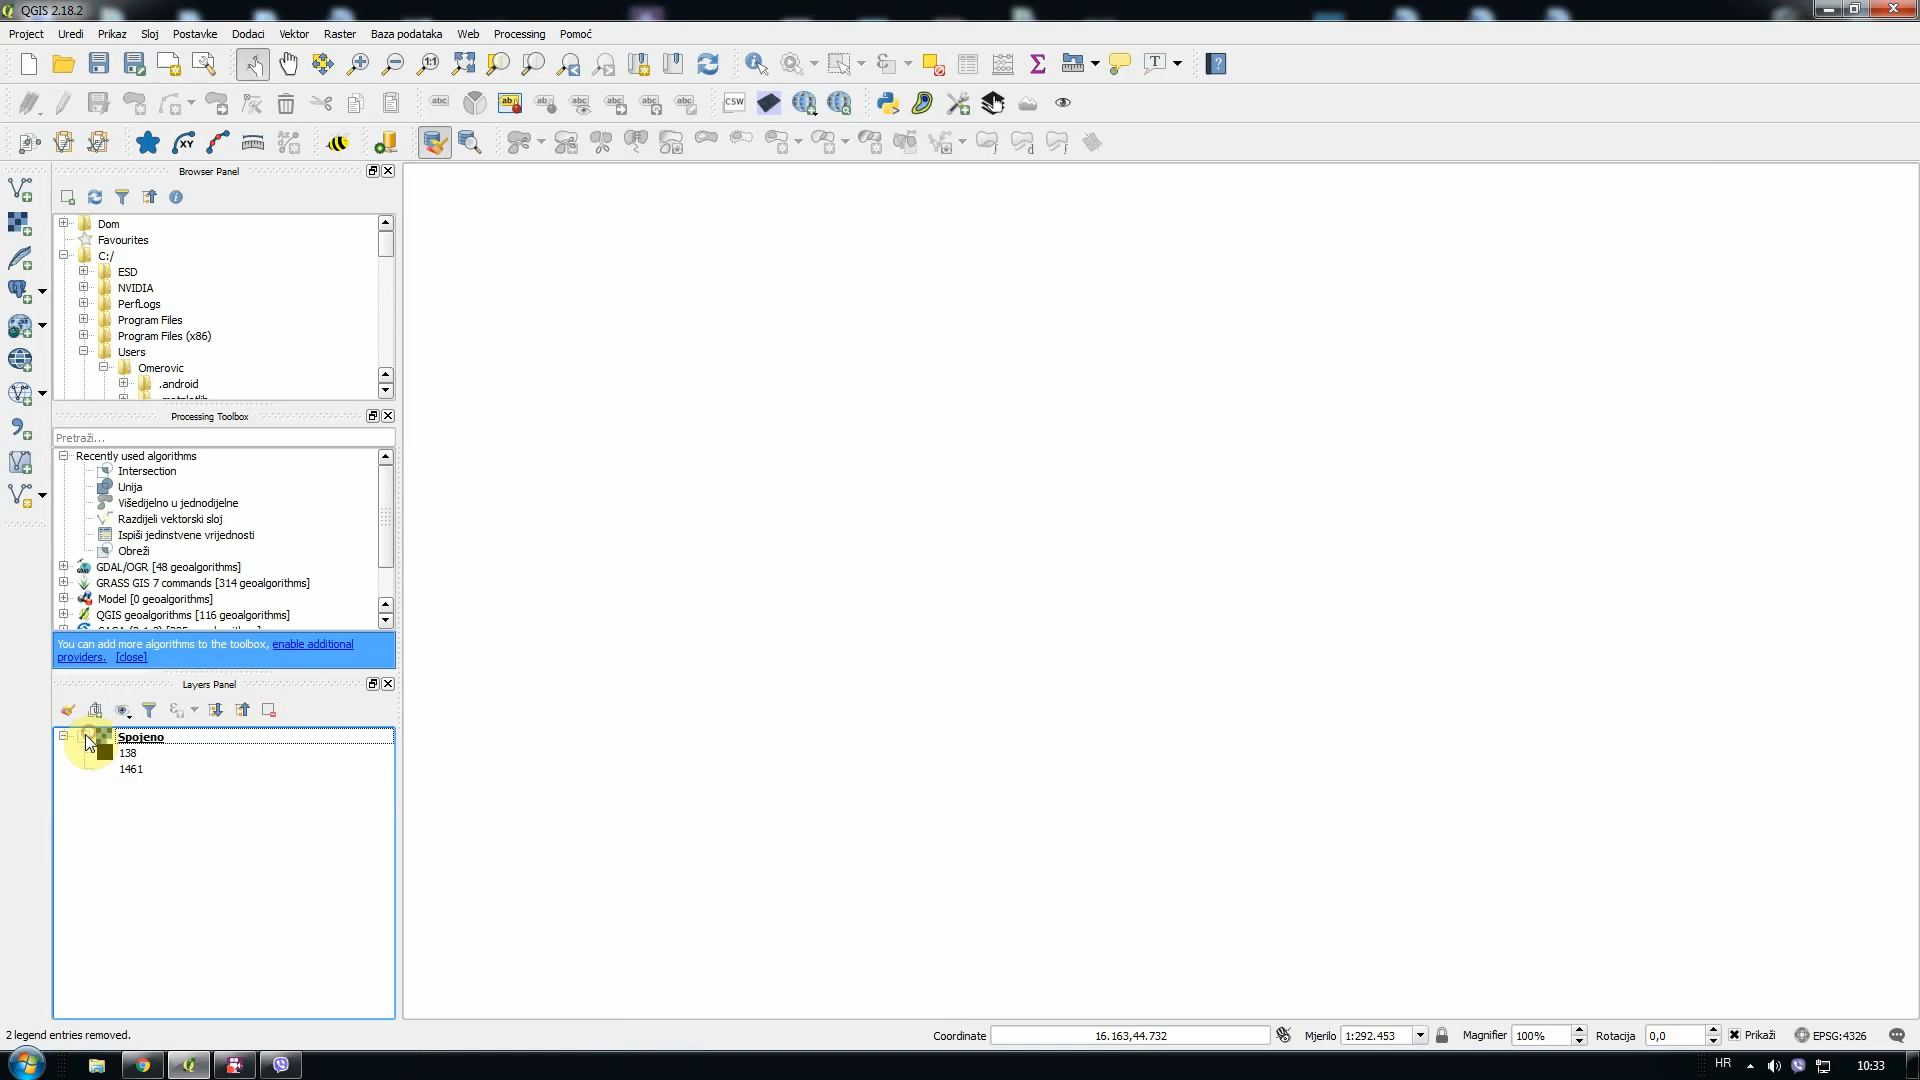 QGIS 2.18.2
Project Uredi Prikaz Sloj Postavke Dodaci Vektor Raster Baza podataka Web Processing Pomoć
Browser Panel
Dom
Favourites
C:/
ESD
NVIDIA
PerfLogs
Program Files
Program Files (x86)
Users
Omerovic
.android
Processing Toolbox
Pretraži...
Recently used algorithms
Intersection
Unija
Višedijelno u jednodijelne
Razdijeli vektorski sloj
Ispiši jedinstvene vrijednosti
Obreži
GDAL/OGR [48 geoalgorithms]
GRASS GIS 7 commands [314 geoalgorithms]
Model [0 geoalgorithms]
QGIS geoalgorithms [116 geoalgorithms]
You can add more algorithms to the toolbox, enable additional
providers. [close]
Layers Panel
Spojeno
138
1461
2 legend entries removed.
Coordinate 16.163,44.732 Mjerilo 1:292.453 Magnifier 100% Rotacija 0,0 Prikaži EPSG:4326
HR 10:33